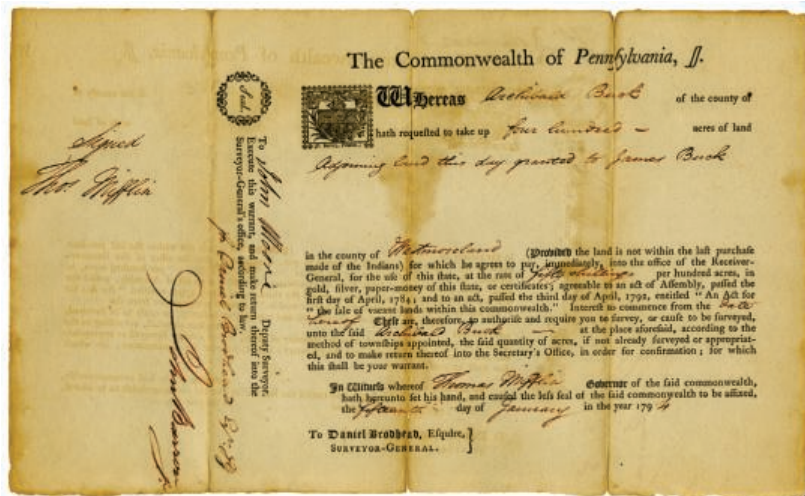 The Commonwealth of Pennsylvania, ſſ.
WHEREAS Archibald Buck of the county of
hath requeſted to take up four hundred – acres of land
Adjoining land this day granted to James Buck
in the county of Westmoreland (Provided the land is not within the laſt purchaſe
made of the Indians) for which he agrees to pay, immediately, into the office of the Receiver-
General, for the uſe of this ſtate, at the rate of fifty shillings per hundred acres, in
gold, ſilver, paper-money of this ſtate, or certificates; agreeable to an act of Aſſembly, paſſed the
firſt day of April, 1784; and to an act, paſſed the third day of April, 1792, entitled "An Act for
"the ſale of vacant lands within this commonwealth." Intereſt to commence from the date
hereof Theſe are, therefore, to authoriſe and require you to ſurvey, or cauſe to be ſurveyed,
unto the ſaid Archibald Buck — at the place aforeſaid, according to the
method of townſhips appointed, the ſaid quantity of acres, if not already ſurveyed or appropriat-
ed, and to make return thereof into the Secretary's Office, in order for confirmation; for which
this ſhall be your warrant.
In Witneſs whereof Thomas Mifflin Governor of the ſaid commonwealth,
hath hereunto ſet his hand, and cauſed the leſs ſeal of the ſaid commonwealth to be affixed,
the fifteenth day of January in the year 1794
To Daniel Brodhead, Eſquire,
SURVEYOR-GENERAL.
Seal.
To John Moore Deputy Surveyor.
Execute this warrant, and make return thereof into the
Surveyor-General's office, according to law.
Daniel Brodhead
Signed
Thos. Mifflin